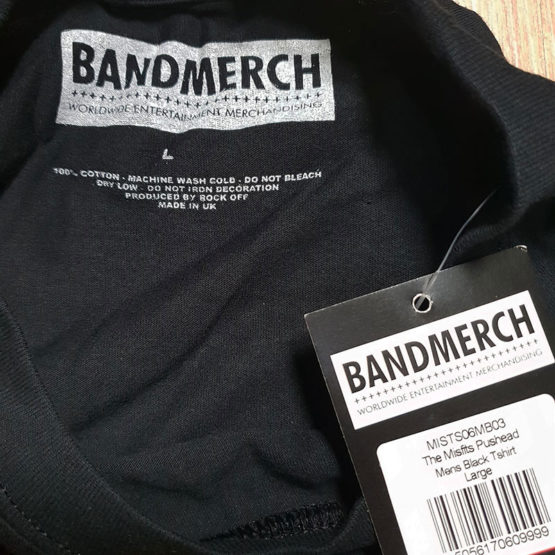 BANDMERCH
WORLDWIDE ENTERTAINMENT MERCHANDISING
L
100% COTTON - MACHINE WASH COLD - DO NOT BLEACH
DRY LOW - DO NOT IRON DECORATION
PRODUCED BY ROCK OFF
MADE IN UK
BANDMERCH
WORLDWIDE ENTERTAINMENT MERCHANDISING
MISTS06MB03
The Misfits Pushead
Mens Black Tshirt
Large
056170609999